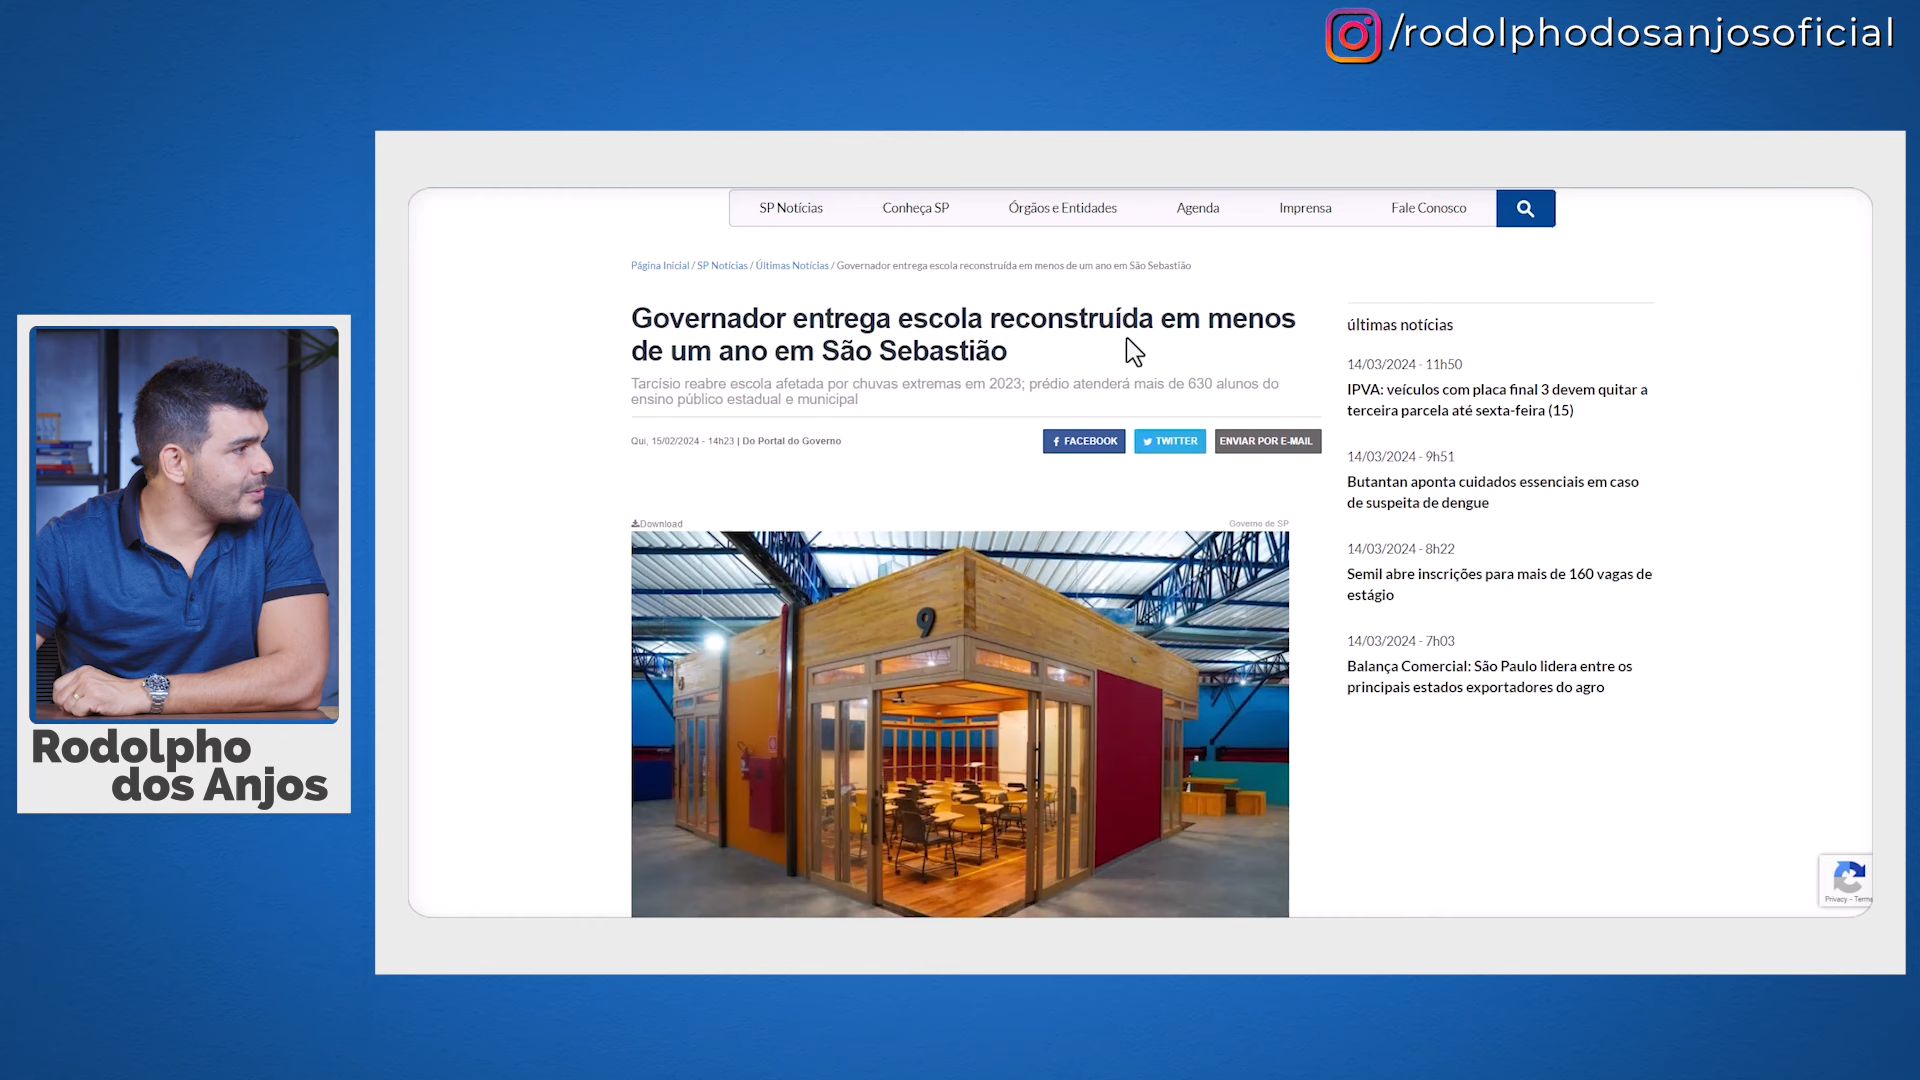 /rodolphodosanjosoficial
SP Notícias
Conheça SP
Órgãos e Entidades
Agenda
Imprensa
Fale Conosco
Página Inicial / SP Notícias / Últimas Notícias / Governador entrega escola reconstruída em menos de um ano em São Sebastião
Governador entrega escola reconstruída em menos
de um ano em São Sebastião
Tarcísio reabre escola afetada por chuvas extremas em 2023; prédio atenderá mais de 630 alunos do
ensino público estadual e municipal
Qui, 15/02/2024 - 14h23 | Do Portal do Governo
FACEBOOK
TWITTER
ENVIAR POR E-MAIL
Download
Governo de SP
9
últimas notícias
14/03/2024 - 11h50
IPVA: veículos com placa final 3 devem quitar a
terceira parcela até sexta-feira (15)
14/03/2024 - 9h51
Butantan aponta cuidados essenciais em caso
de suspeita de dengue
14/03/2024 - 8h22
Semil abre inscrições para mais de 160 vagas de
estágio
14/03/2024 - 7h03
Balança Comercial: São Paulo lidera entre os
principais estados exportadores do agro
Privacy - Terms
Rodolpho
dos Anjos